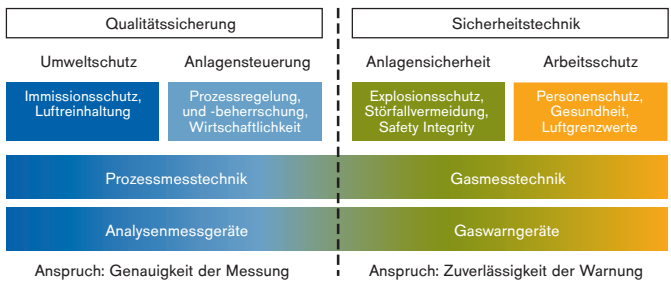 Qualitätssicherung
Sicherheitstechnik
Umweltschutz
Anlagensteuerung
Anlagensicherheit
Arbeitsschutz
Immissionsschutz,
Luftreinhaltung
Prozessregelung,
und -beherrschung,
Wirtschaftlichkeit
Explosionsschutz,
Störfallvermeidung,
Safety Integrity
Personenschutz,
Gesundheit,
Luftgrenzwerte
Prozessmesstechnik
Gasmesstechnik
Analysenmessgeräte
Gaswarngeräte
Anspruch: Genauigkeit der Messung
Anspruch: Zuverlässigkeit der Warnung